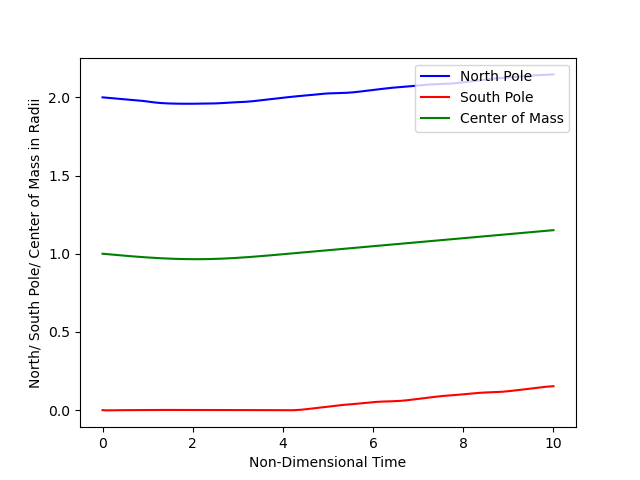 North Pole
South Pole
Center of Mass
2.0
1.5
1.0
0.5
0.0
North/ South Pole/ Center of Mass in Radii
0 2 4 6 8 10
Non-Dimensional Time